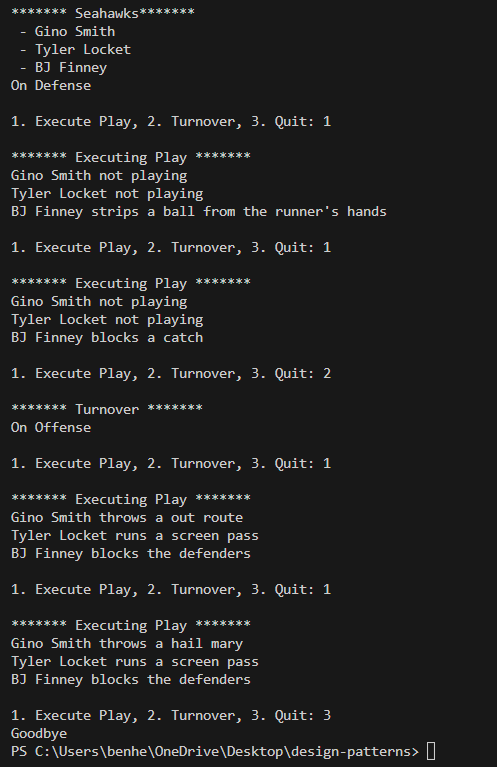 ******* Seahawks*******
 - Gino Smith
 - Tyler Locket
 - BJ Finney
On Defense

1. Execute Play, 2. Turnover, 3. Quit: 1

******* Executing Play *******
Gino Smith not playing
Tyler Locket not playing
BJ Finney strips a ball from the runner's hands

1. Execute Play, 2. Turnover, 3. Quit: 1

******* Executing Play *******
Gino Smith not playing
Tyler Locket not playing
BJ Finney blocks a catch

1. Execute Play, 2. Turnover, 3. Quit: 2

******* Turnover *******
On Offense

1. Execute Play, 2. Turnover, 3. Quit: 1

******* Executing Play *******
Gino Smith throws a out route
Tyler Locket runs a screen pass
BJ Finney blocks the defenders

1. Execute Play, 2. Turnover, 3. Quit: 1

******* Executing Play *******
Gino Smith throws a hail mary
Tyler Locket runs a screen pass
BJ Finney blocks the defenders

1. Execute Play, 2. Turnover, 3. Quit: 3
Goodbye
PS C:\Users\benhe\OneDrive\Desktop\design-patterns>